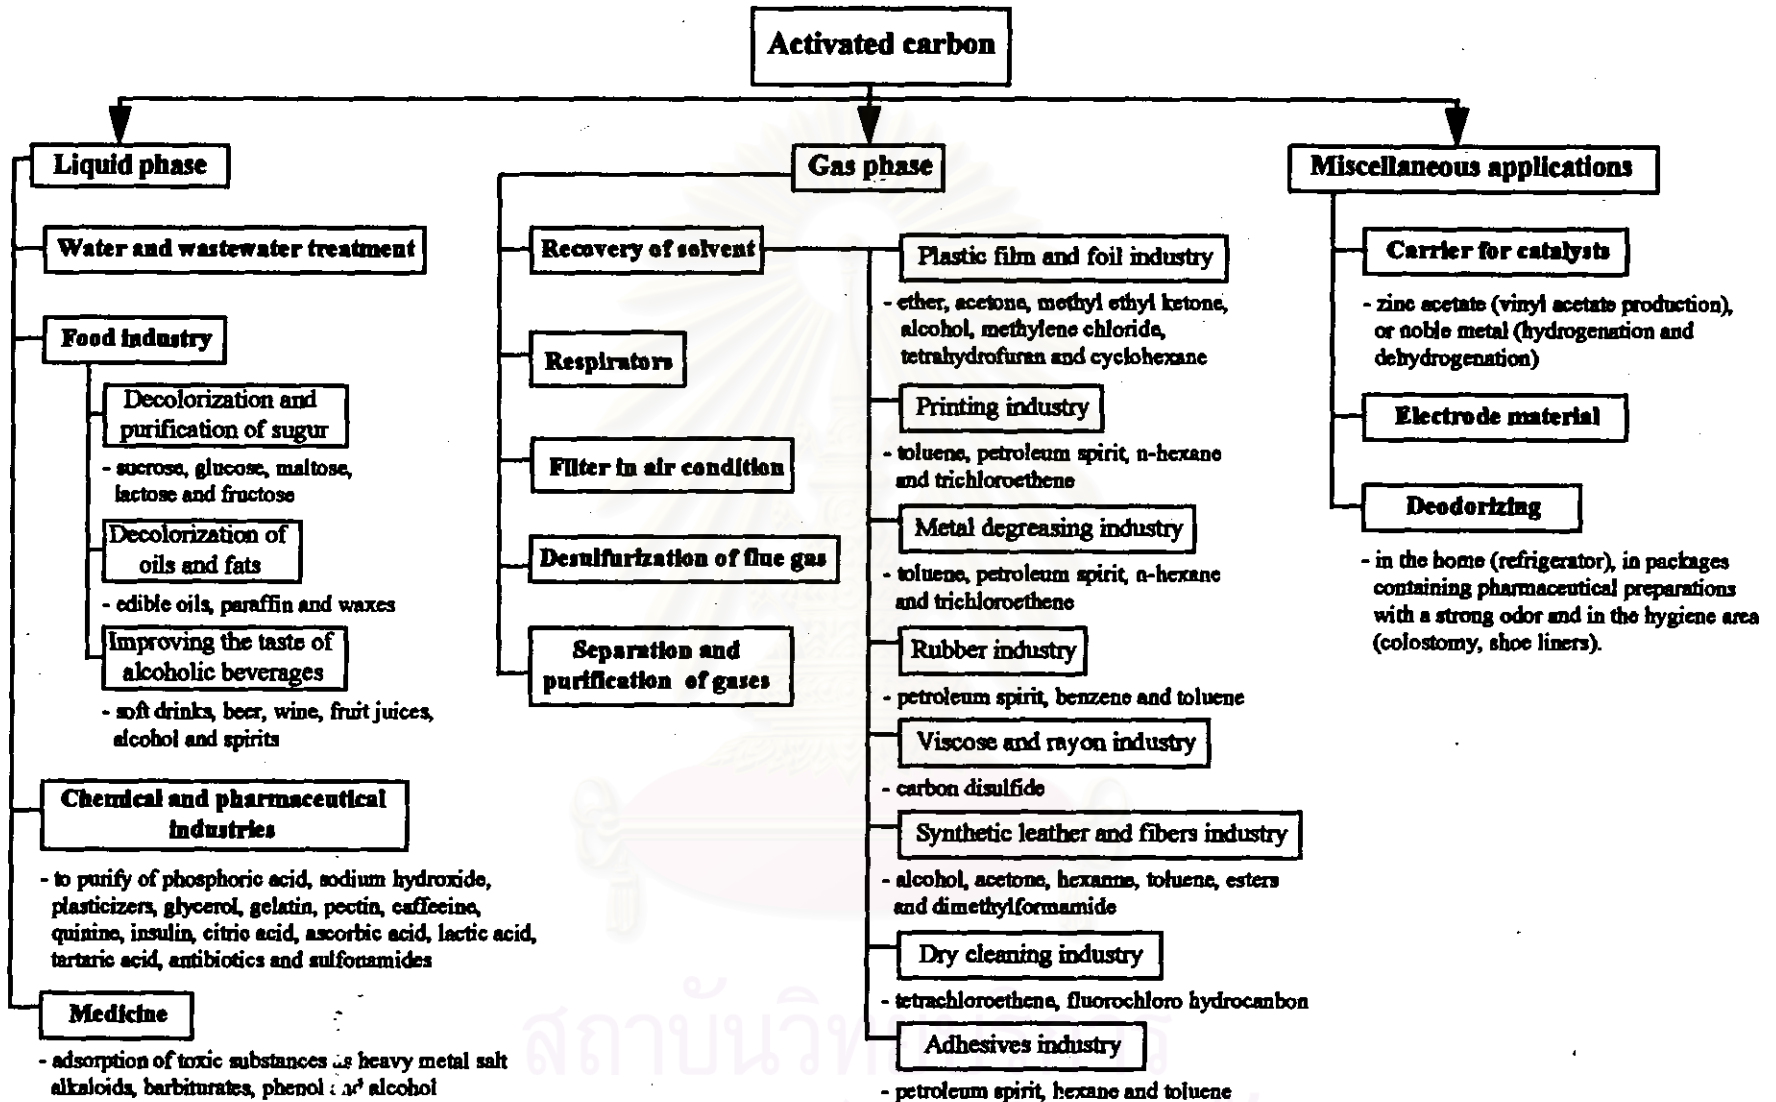 Activated carbon
Liquid phase
Water and wastewater treatment
Food industry
Decolorization and
purification of sugur
- sucrose, glucose, maltose,
lactose and fructose
Decolorization of
oils and fats
- edible oils, paraffin and waxes
Improving the taste of
alcoholic beverages
- soft drinks, beer, wine, fruit juices,
alcohol and spirits
Chemical and pharmaceutical
industries
- to purify of phosphoric acid, sodium hydroxide,
plasticizers, glycerol, gelatin, pectin, caffeeine,
quinine, insulin, citric acid, ascorbic acid, lactic acid,
tartaric acid, antibiotics and sulfonamides
Medicine
- adsorption of toxic substances as heavy metal salt
alkaloids, barbiturates, phenol and alcohol
Gas phase
Recovery of solvent
Respirators
Filter in air condition
Desulfurization of flue gas
Separation and
purification of gases
Plastic film and foil industry
- ether, acetone, methyl ethyl ketone,
alcohol, methylene chloride,
tetrahydrofuran and cyclohexane
Printing industry
- toluene, petroleum spirit, n-hexane
and trichloroethene
Metal degreasing industry
- toluene, petroleum spirit, n-hexane
and trichloroethene
Rubber industry
- petroleum spirit, benzene and toluene
Viscose and rayon industry
- carbon disulfide
Synthetic leather and fibers industry
- alcohol, acetone, hexanne, toluene, esters
and dimethylformamide
Dry cleaning industry
- tetrachloroethene, fluorochloro hydrocanbon
Adhesives industry
- petroleum spirit, hexane and toluene
Miscellaneous applications
Carrier for catalysts
- zinc acetate (vinyl acetate production),
or noble metal (hydrogenation and
dehydrogenation)
Electrode material
Deodorizing
- in the home (refrigerator), in packages
containing pharmaceutical preparations
with a strong odor and in the hygiene area
(colostomy, shoe liners).